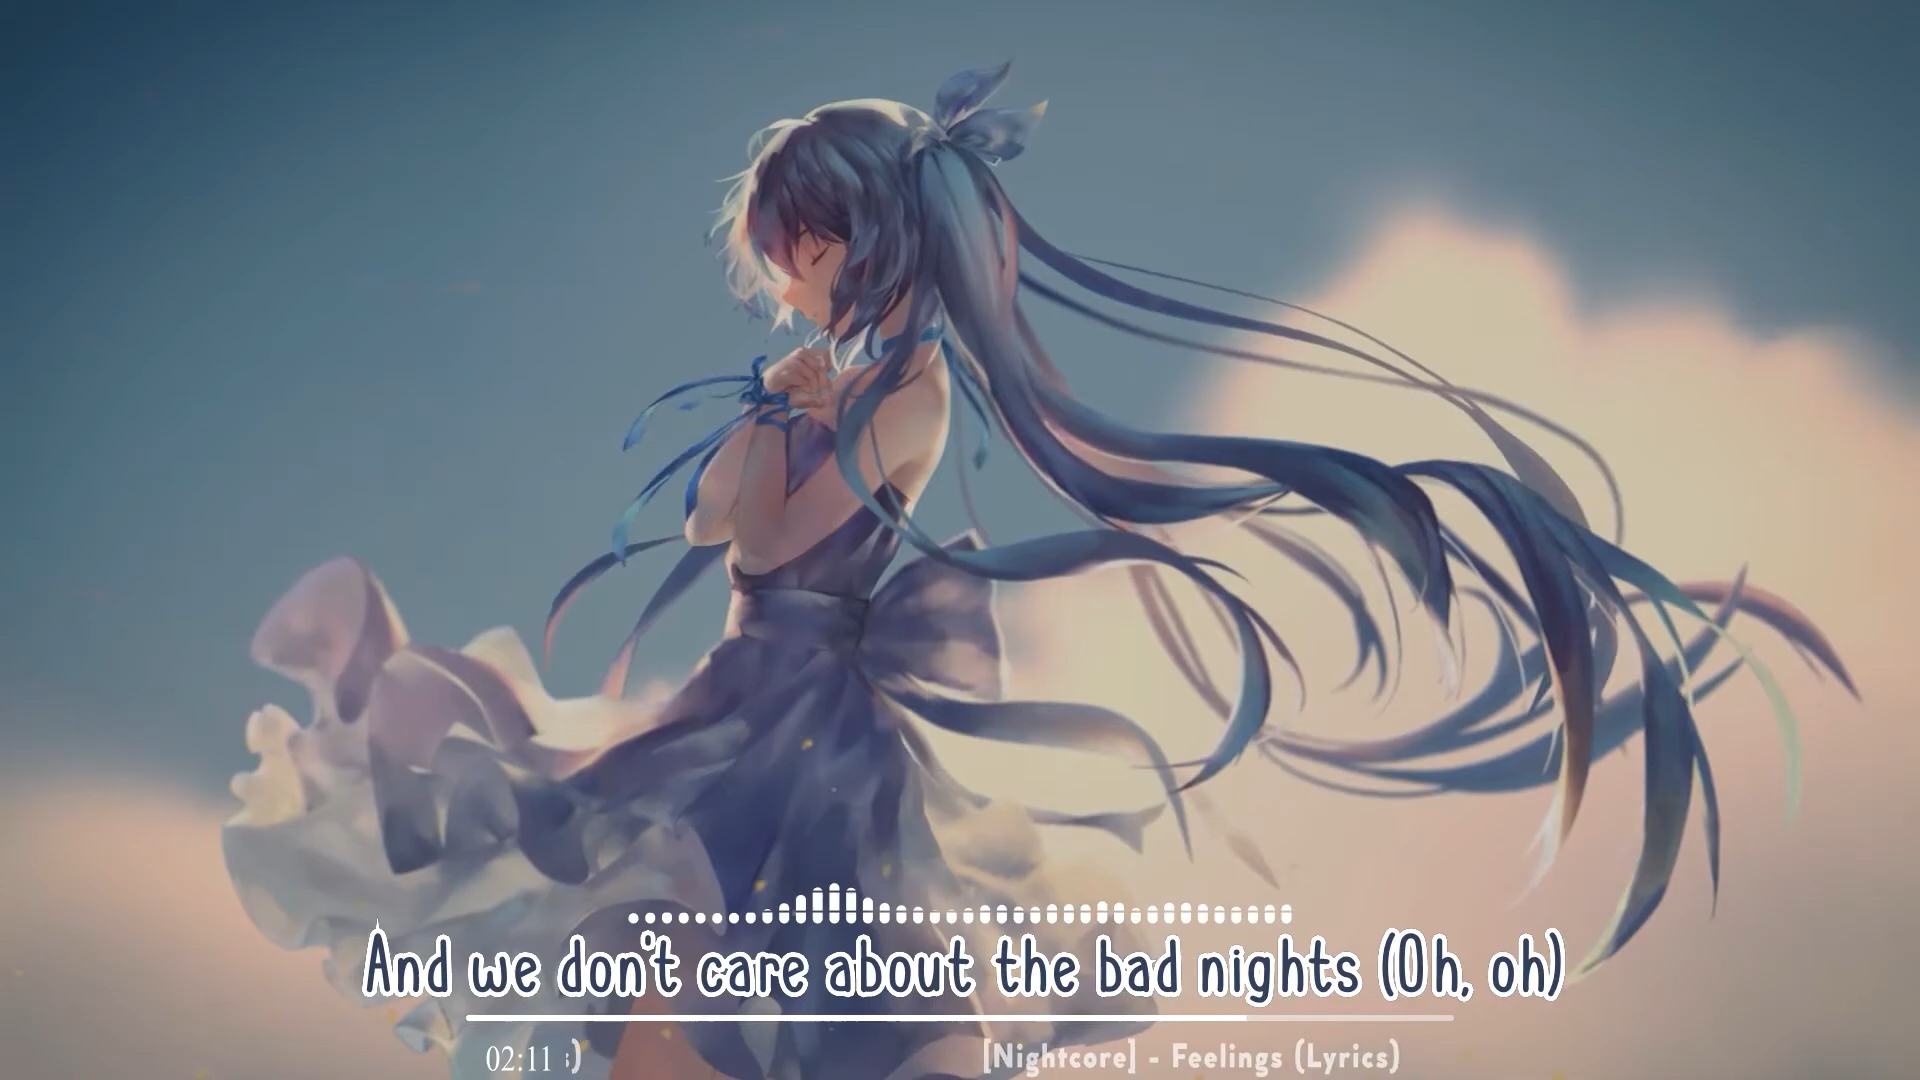 And we don't care about the bad nights (Oh, oh)
02:11 :)
[Nightcore] - Feelings (Lyrics)